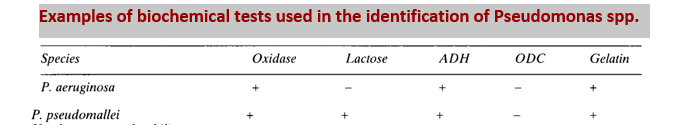 Examples of biochemical tests used in the identification of Pseudomonas spp.
Species Oxidase Lactose ADH ODC Gelatin
P. aeruginosa + − + − +
P. pseudomallei + + + − +